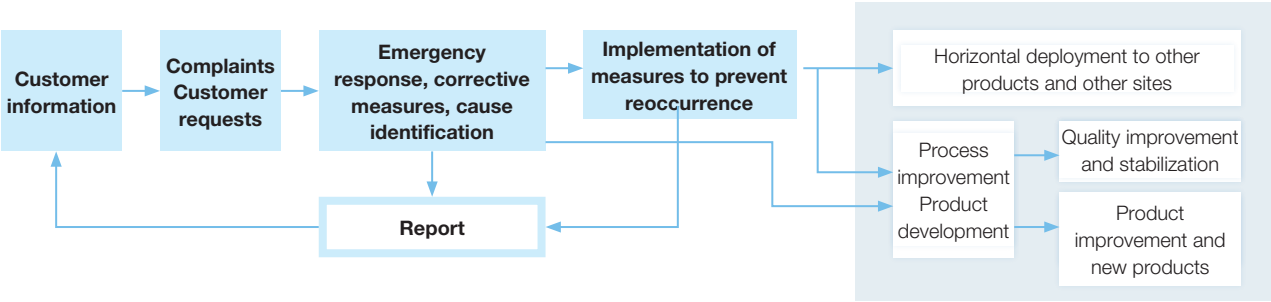 Customer
information
Complaints
Customer
requests
Emergency
response, corrective
measures, cause
identification
Implementation of
measures to prevent
reoccurrence
Report
Horizontal deployment to other
products and other sites
Process
improvement
Product
development
Quality improvement
and stabilization
Product
improvement and
new products